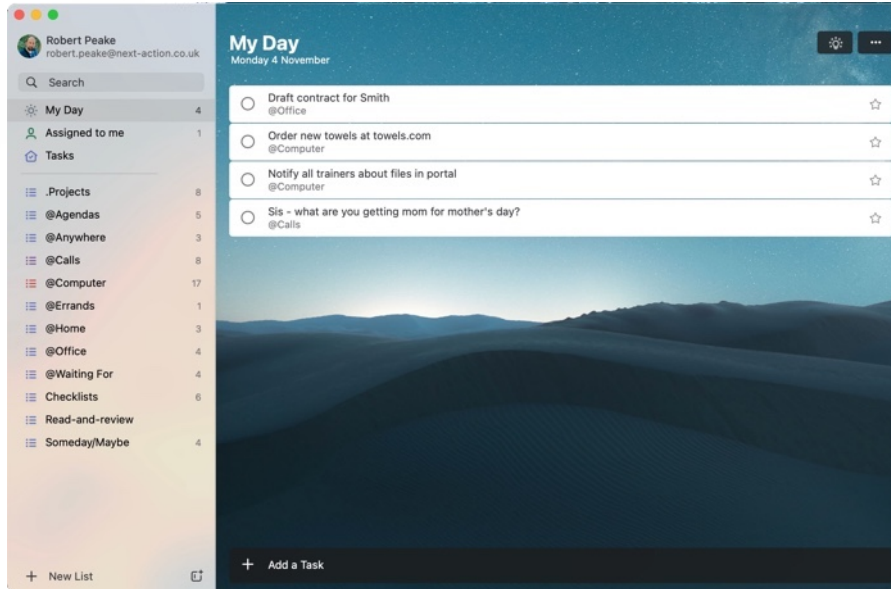 Robert Peake
robert.peake@next-action.co.uk
Search
My Day 4
Assigned to me 1
Tasks
.Projects 8
@Agendas 5
@Anywhere 3
@Calls 8
@Computer 17
@Errands 1
@Home 3
@Office 4
@Waiting For 4
Checklists 6
Read-and-review
Someday/Maybe 4
New List
My Day
Monday 4 November
Draft contract for Smith
@Office
Order new towels at towels.com
@Computer
Notify all trainers about files in portal
@Computer
Sis - what are you getting mom for mother's day?
@Calls
Add a Task